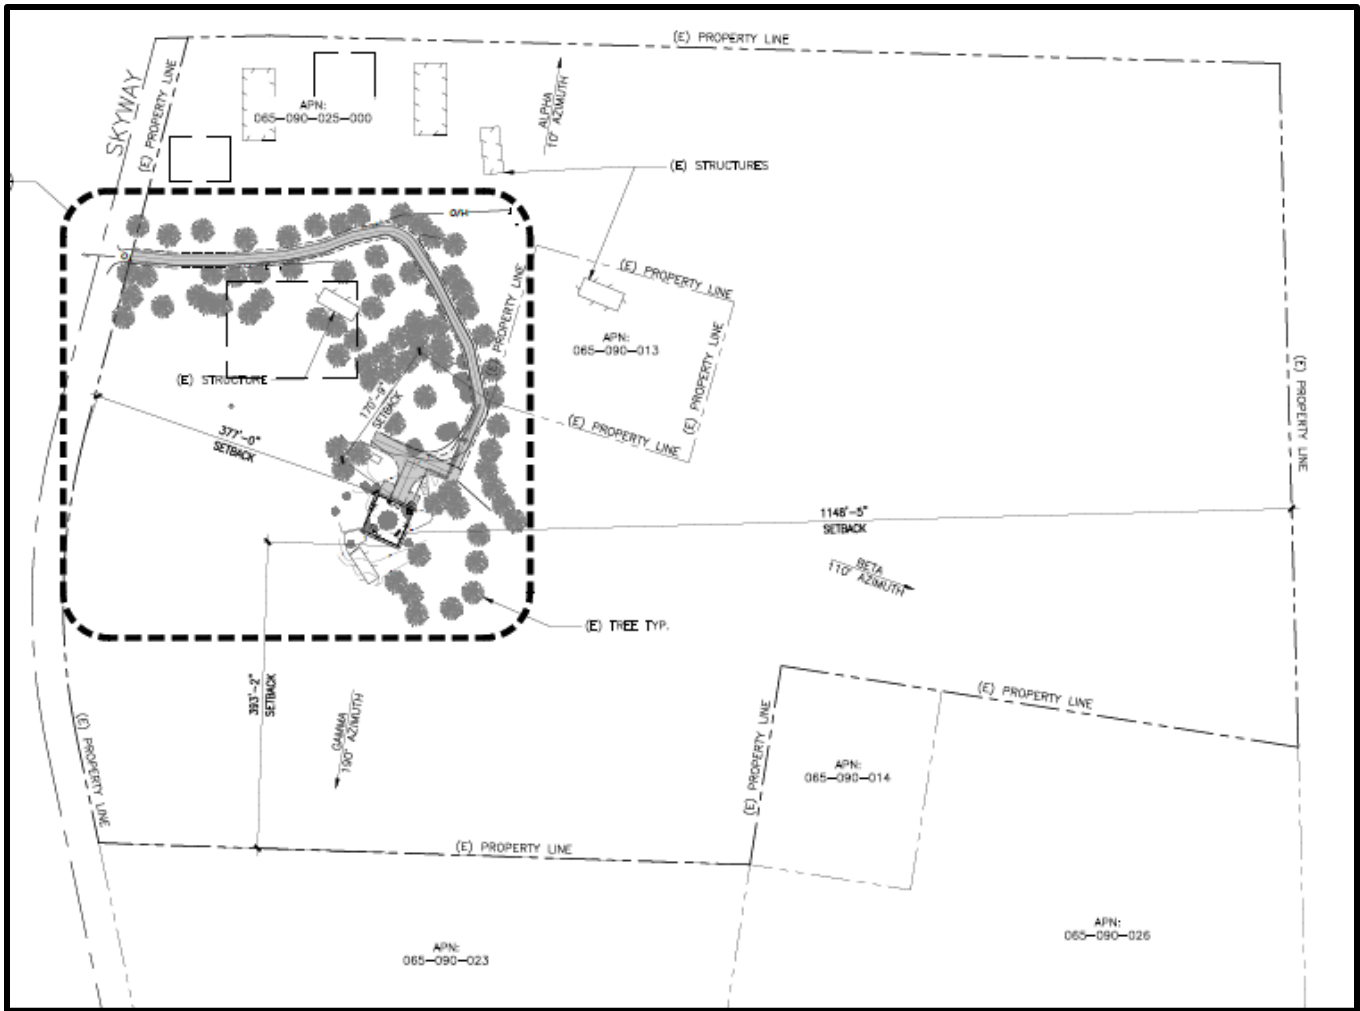 (E) PROPERTY LINE
SKYWAY
(E) PROPERTY LINE
APN:
065-090-025-000
ALPHA
10° AZIMUTH
(E) STRUCTURES
O/H
(E) PROPERTY LINE
(E) PROPERTY LINE
APN:
065-090-013
(E) PROPERTY LINE
(E) PROPERTY LINE
(E) PROPERTY LINE
(E) STRUCTURE
170'-9"
SETBACK
377'-0"
SETBACK
1148'-5"
SETBACK
BETA
110° AZIMUTH
(E) TREE TYP.
393'-2"
SETBACK
GAMMA
190° AZIMUTH
(E) PROPERTY LINE
(E) PROPERTY LINE
(E) PROPERTY LINE
APN:
065-090-014
(E) PROPERTY LINE
APN:
065-090-023
APN:
065-090-026